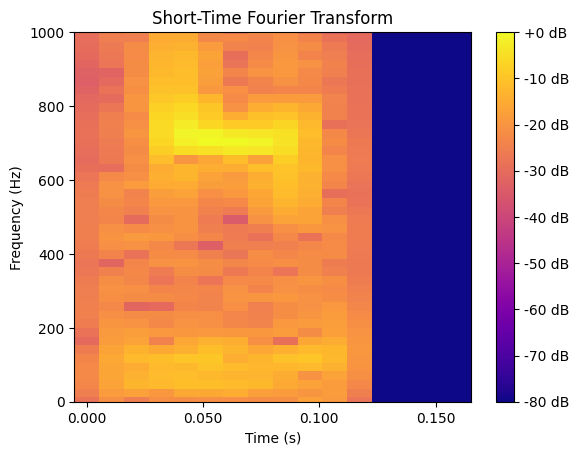 Short-Time Fourier Transform
Frequency (Hz)
1000
800
600
400
200
0
0.000
0.050
0.100
0.150
Time (s)
+0 dB
-10 dB
-20 dB
-30 dB
-40 dB
-50 dB
-60 dB
-70 dB
-80 dB